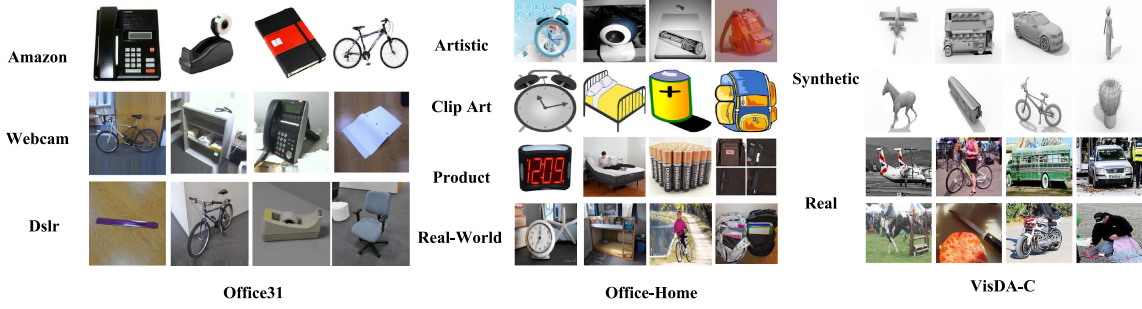 Amazon
Webcam
Dslr
Office31
Artistic
Clip Art
Product
Real-World
12:09
Office-Home
Synthetic
Real
VisDA-C